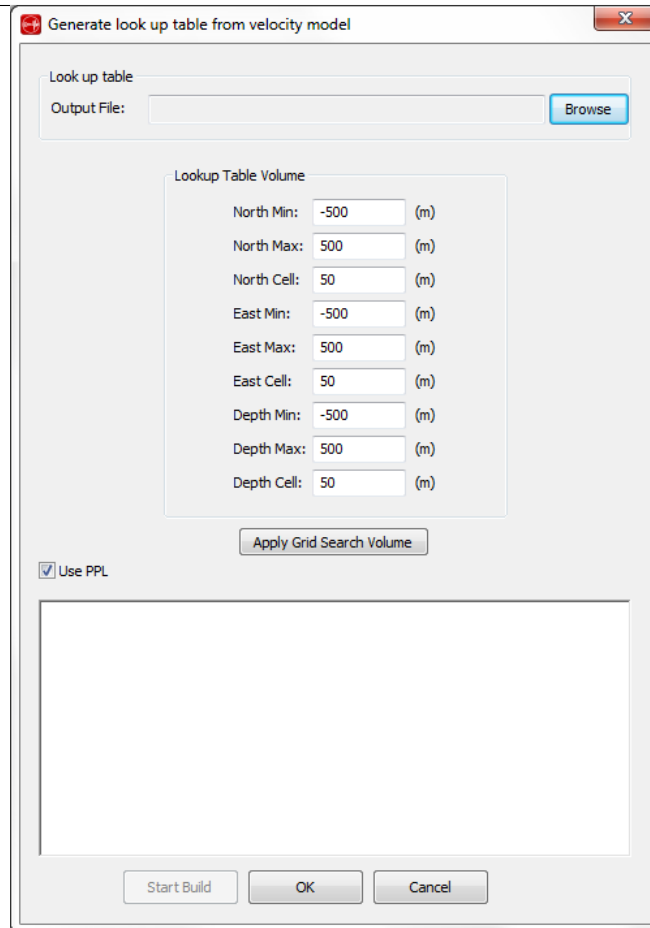 Generate look up table from velocity model
Look up table
Output File: Browse
Lookup Table Volume
North Min: -500 (m)
North Max: 500 (m)
North Cell: 50 (m)
East Min: -500 (m)
East Max: 500 (m)
East Cell: 50 (m)
Depth Min: -500 (m)
Depth Max: 500 (m)
Depth Cell: 50 (m)
Apply Grid Search Volume
Use PPL
Start Build OK Cancel